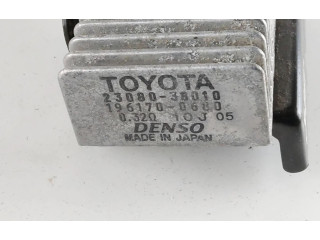 TOYOTA
23080-38010
196170-0680
0.32Ω 10J 05
DENSO
MADE IN JAPAN